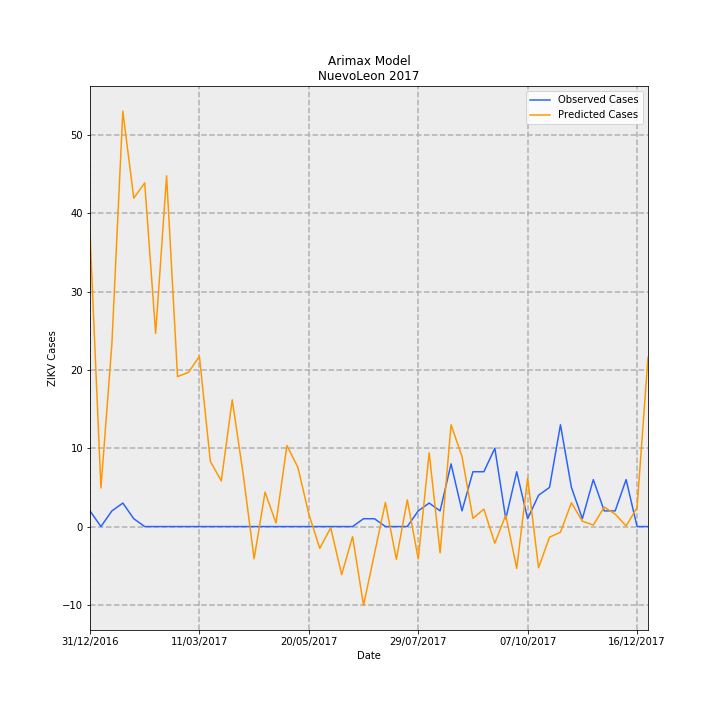 Arimax Model
NuevoLeon 2017
Observed Cases
Predicted Cases
50
40
30
20
10
0
−10
ZIKV Cases
31/12/2016
11/03/2017
20/05/2017
29/07/2017
07/10/2017
16/12/2017
Date